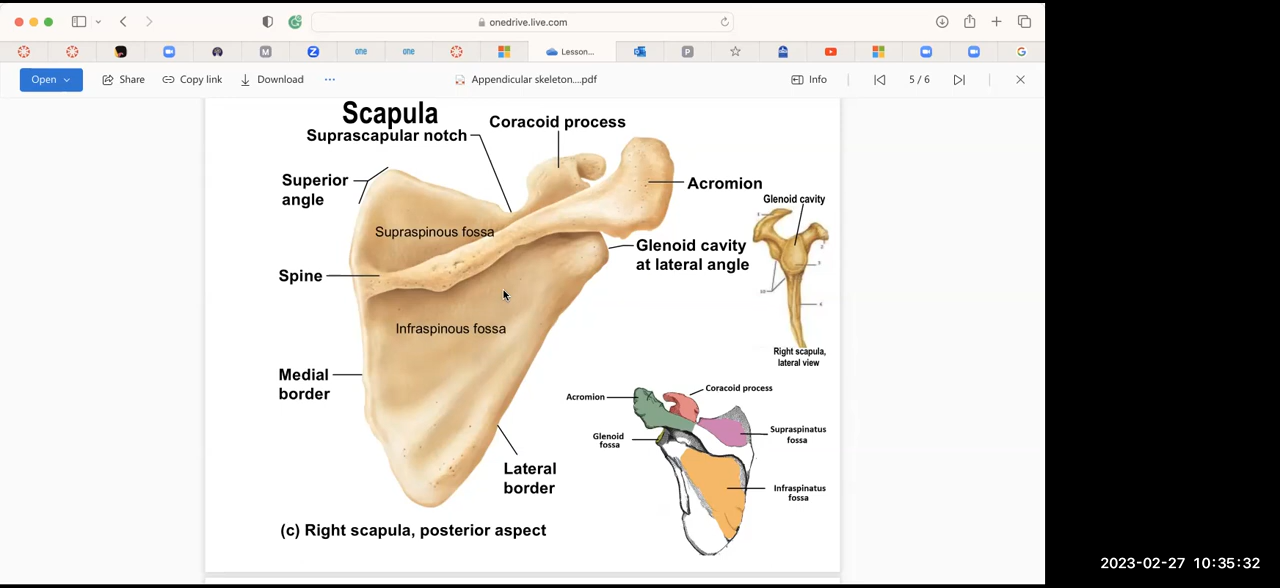 onedrive.live.com
M
Z
one
one
Lesson...
P
G
Open
Share
Copy link
Download
...
Appendicular skeleton....pdf
Info
5 / 6
Scapula
Suprascapular notch
Coracoid process
Superior
angle
Acromion
Glenoid cavity
Supraspinous fossa
Glenoid cavity
at lateral angle
Spine
Infraspinous fossa
Right scapula,
lateral view
Medial
border
Coracoid process
Acromion
Supraspinatus
fossa
Glenoid
fossa
Lateral
border
Infraspinatus
fossa
(c) Right scapula, posterior aspect
2023-02-27 10:35:32